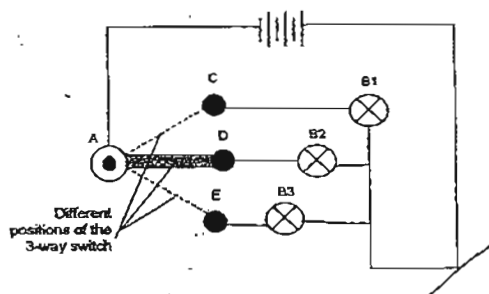 C
B1
A
D
B2
E
B3
Different
positions of the
3-way switch